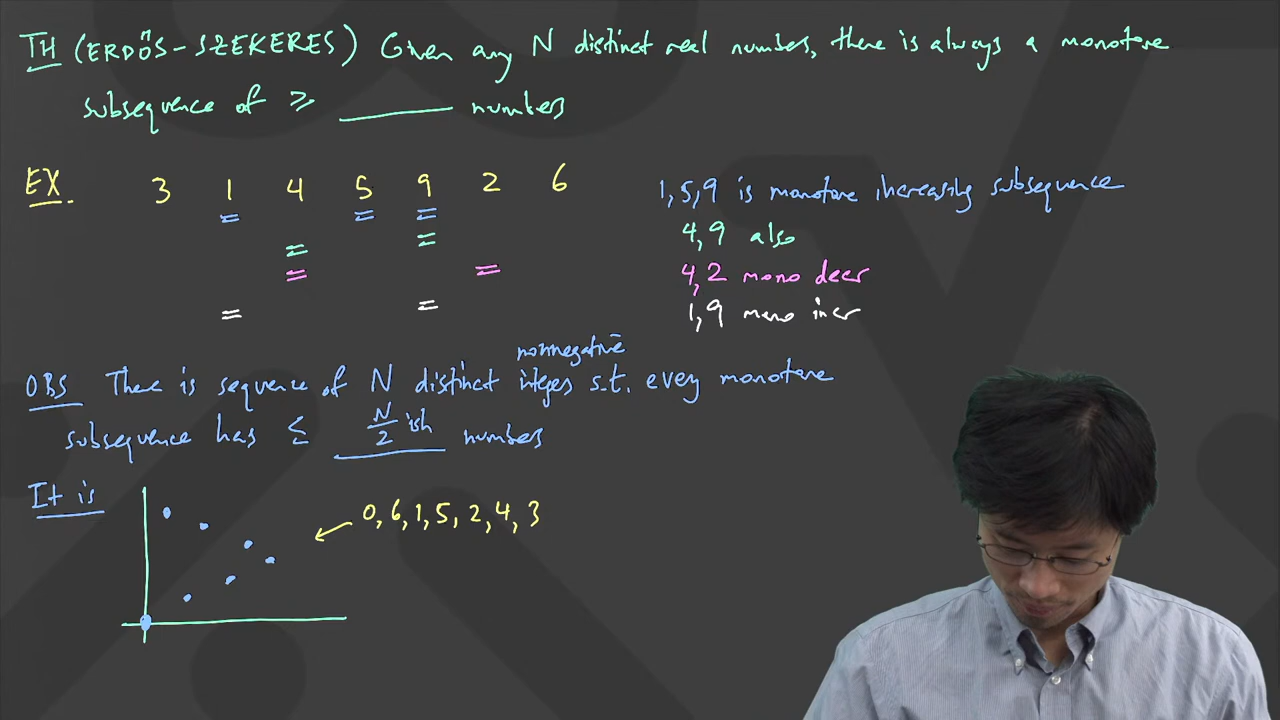 TH (ERDŐS-SZEKERES) Given any N distinct real numbers, there is always a monotone
subsequence of ≥ ________ numbers
EX. 3 1 4 5 9 2 6
1,5,9 is monotone increasing subsequence
4,9 also
4,2 mono decr
1,9 mono incr
nonnegative
OBS There is sequence of N distinct integers s.t. every monotone
subsequence has ≤ N/2 ish numbers
It is
0, 6, 1, 5, 2, 4, 3